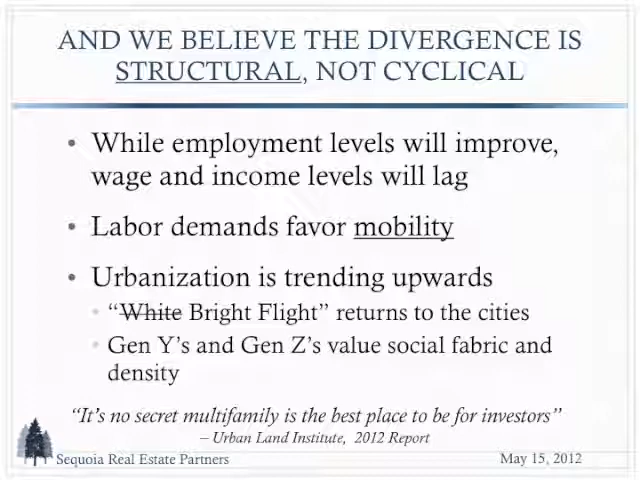 AND WE BELIEVE THE DIVERGENCE IS
STRUCTURAL, NOT CYCLICAL
• While employment levels will improve,
wage and income levels will lag
• Labor demands favor mobility
• Urbanization is trending upwards
• “White Bright Flight” returns to the cities
• Gen Y’s and Gen Z’s value social fabric and
density
“It’s no secret multifamily is the best place to be for investors”
– Urban Land Institute, 2012 Report
Sequoia Real Estate Partners
May 15, 2012